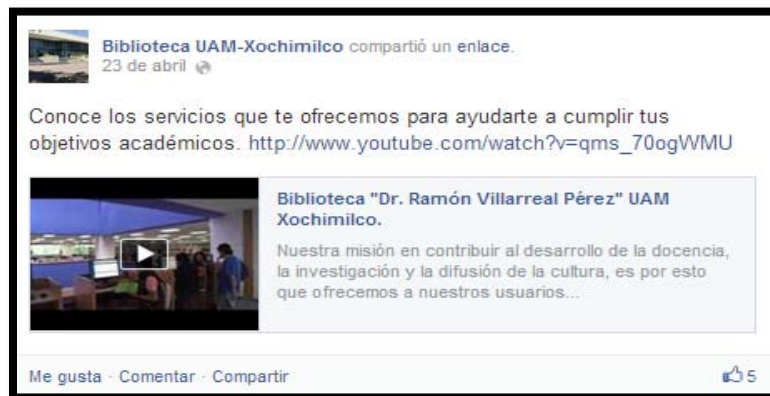 Biblioteca UAM-Xochimilco compartió un enlace.
23 de abril
Conoce los servicios que te ofrecemos para ayudarte a cumplir tus
objetivos académicos. http://www.youtube.com/watch?v=qms_70ogWMU
Biblioteca "Dr. Ramón Villarreal Pérez" UAM
Xochimilco.
Nuestra misión en contribuir al desarrollo de la docencia,
la investigación y la difusión de la cultura, es por esto
que ofrecemos a nuestros usuarios...
Me gusta · Comentar · Compartir 5